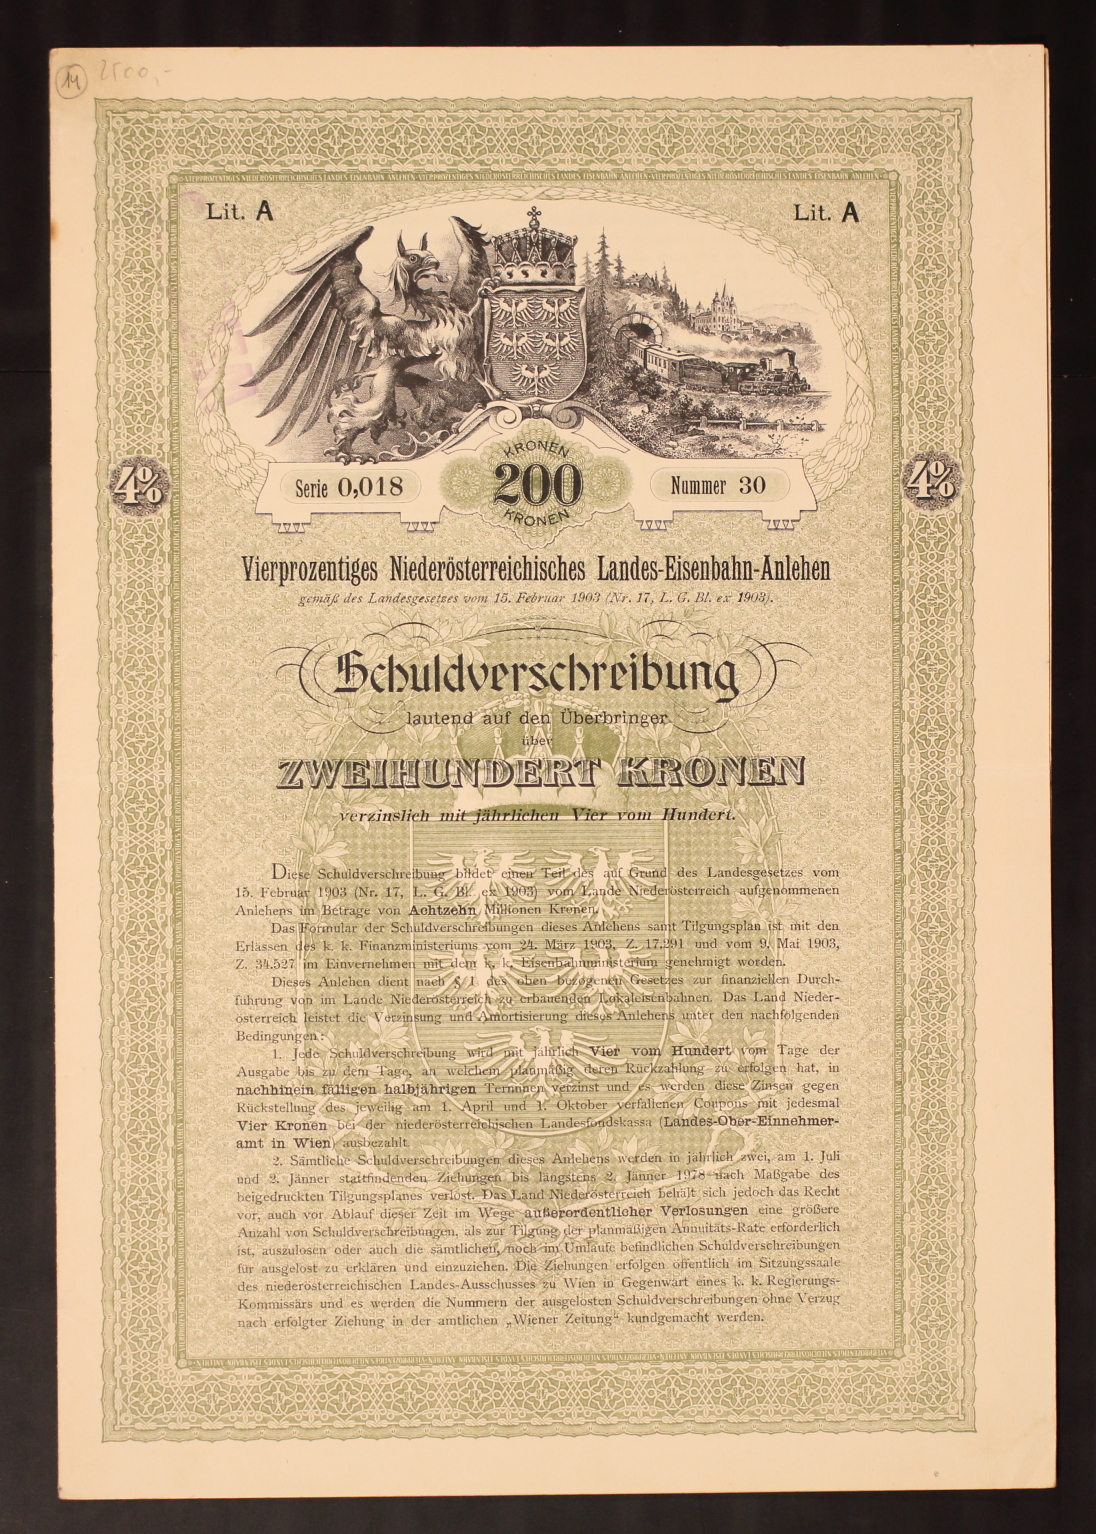 14 2500,-
Lit. A Lit. A
KRONEN
4% Serie 0,018 200 Nummer 30 4%
KRONEN
Vierprozentiges Niederösterreichisches Landes-Eisenbahn-Anlehen
gemäß des Landesgesetzes vom 15. Februar 1903 (Nr. 17, L. G. Bl. ex 1903).
Schuldverschreibung
lautend auf den Überbringer
über
ZWEIHUNDERT KRONEN
verzinslich mit jährlichen Vier vom Hundert.
Diese Schuldverschreibung bildet einen Teil des auf Grund des Landesgesetzes vom
15. Februar 1903 (Nr. 17, L. G. Bl. ex 1903) vom Lande Niederösterreich aufgenommenen
Anlehens im Betrage von Achtzehn Millionen Kronen.
Das Formular der Schuldverschreibungen dieses Anlehens samt Tilgungsplan ist mit den
Erlässen des k. k. Finanzministeriums vom 24. März 1903, Z. 17.291 und vom 9. Mai 1903,
Z. 34.527 im Einvernehmen mit dem k. k. Eisenbahnministerium genehmigt worden.
Dieses Anlehen dient nach § 1 des oben bezogenen Gesetzes zur finanziellen Durch-
führung von im Lande Niederösterreich zu erbauenden Lokaleisenbahnen. Das Land Nieder-
österreich leistet die Verzinsung und Amortisierung dieses Anlehens unter den nachfolgenden
Bedingungen:
1. Jede Schuldverschreibung wird mit jährlich Vier vom Hundert vom Tage der
Ausgabe bis zu dem Tage, an welchem planmäßig deren Rückzahlung zu erfolgen hat, in
nachhinein fälligen halbjährigen Terminen verzinst und es werden diese Zinsen gegen
Rückstellung des jeweilig am 1. April und 1. Oktober verfallenen Coupons mit jedesmal
Vier Kronen bei der niederösterreichischen Landesfondskassa (Landes-Ober-Einnehmer-
amt in Wien) ausbezahlt.
2. Sämtliche Schuldverschreibungen dieses Anlehens werden in jährlich zwei, am 1. Juli
und 2. Jänner stattfindenden Ziehungen bis längstens 2. Jänner 1978 nach Maßgabe des
beigedruckten Tilgungsplanes verlost. Das Land Niederösterreich behält sich jedoch das Recht
vor, auch vor Ablauf dieser Zeit im Wege außerordentlicher Verlosungen eine größere
Anzahl von Schuldverschreibungen, als zur Tilgung der planmäßigen Annuitäts-Rate erforderlich
ist, auszulosen oder auch die sämtlichen, noch im Umlaufe befindlichen Schuldverschreibungen
für ausgelost zu erklären und einzuziehen. Die Ziehungen erfolgen öffentlich im Sitzungssaale
des niederösterreichischen Landes-Ausschusses zu Wien in Gegenwart eines k. k. Regierungs-
Kommissärs und es werden die Nummern der ausgelosten Schuldverschreibungen ohne Verzug
nach erfolgter Ziehung in der amtlichen „Wiener Zeitung" kundgemacht werden.